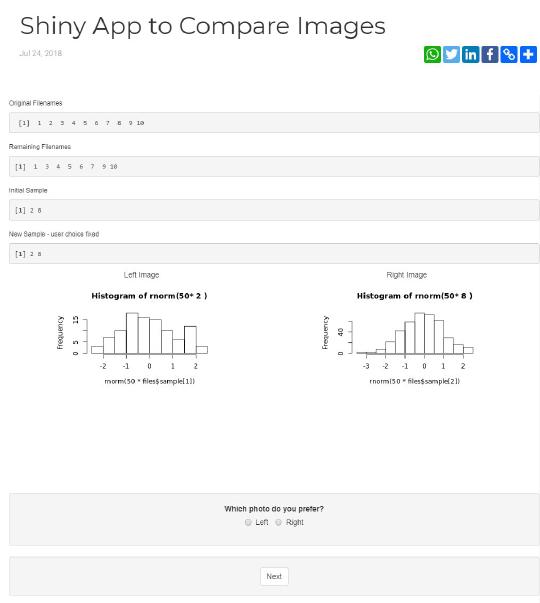 Shiny App to Compare Images
Jul 24, 2018
Original Filenames
[1] 1 2 3 4 5 6 7 8 9 10
Remaining Filenames
[1] 1 3 4 5 6 7 9 10
Initial Sample
[1] 2 8
New Sample - user choice fixed
[1] 2 8
Left Image Right Image
Histogram of rnorm(50* 2 ) Histogram of rnorm(50* 8 )
Frequency
0 5 15
-2 -1 0 1 2
rnorm(50 * files$sample[1])
Frequency
0 40
-3 -2 -1 0 1 2
rnorm(50 * files$sample[2])
Which photo do you prefer?
Left Right
Next